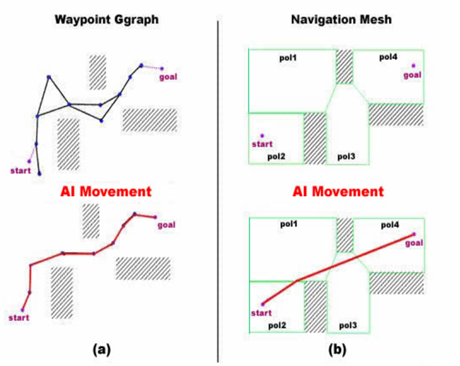 Waypoint Ggraph
goal
start
AI Movement
goal
start
(a)
Navigation Mesh
pol1
pol4
goal
start
pol2
pol3
AI Movement
pol1
pol4
goal
start
pol2
pol3
(b)